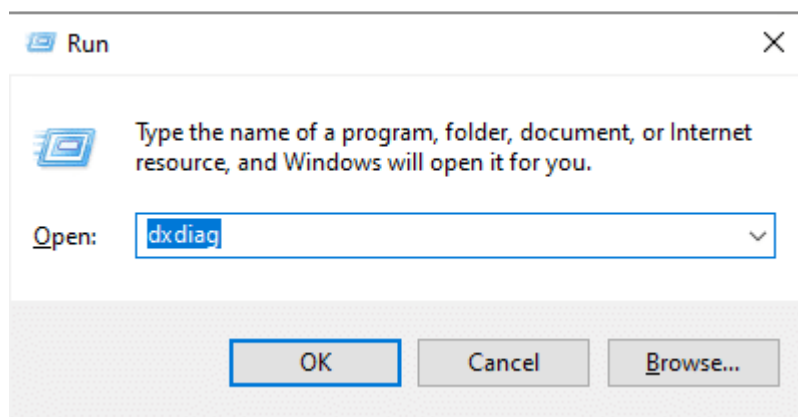 Run
Type the name of a program, folder, document, or Internet
resource, and Windows will open it for you.
Open: dxdiag
OK Cancel Browse...